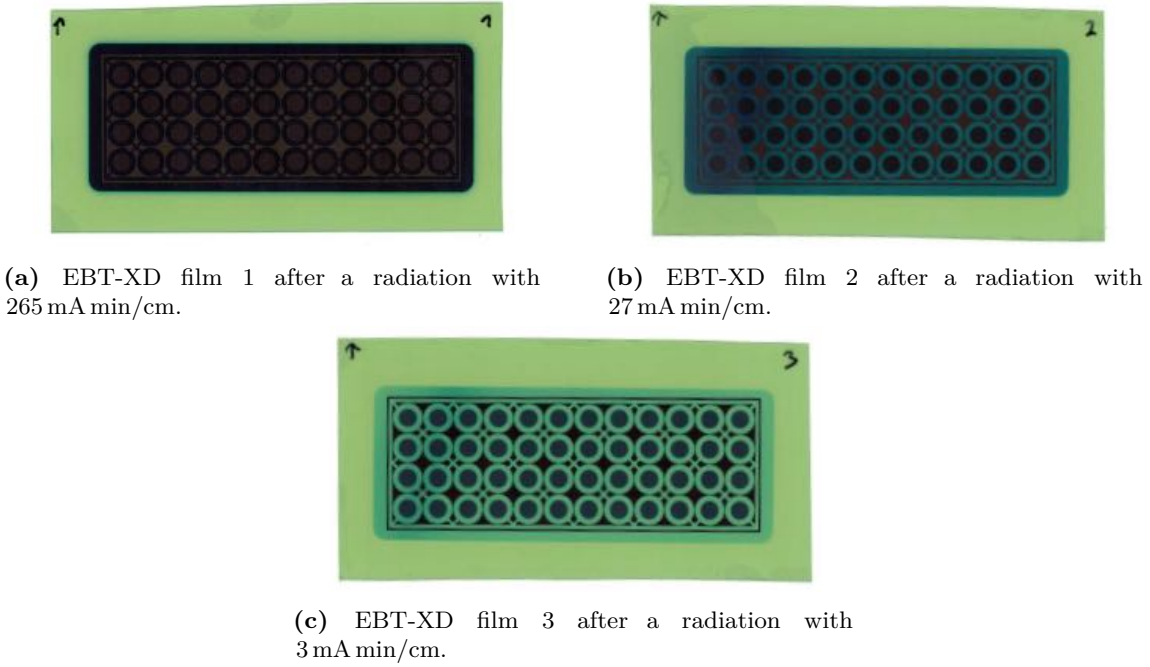 ↑ 1
↑ 2
(a) EBT-XD film 1 after a radiation with
265 mA min/cm.
(b) EBT-XD film 2 after a radiation with
27 mA min/cm.
↑ 3
(c) EBT-XD film 3 after a radiation with
3 mA min/cm.